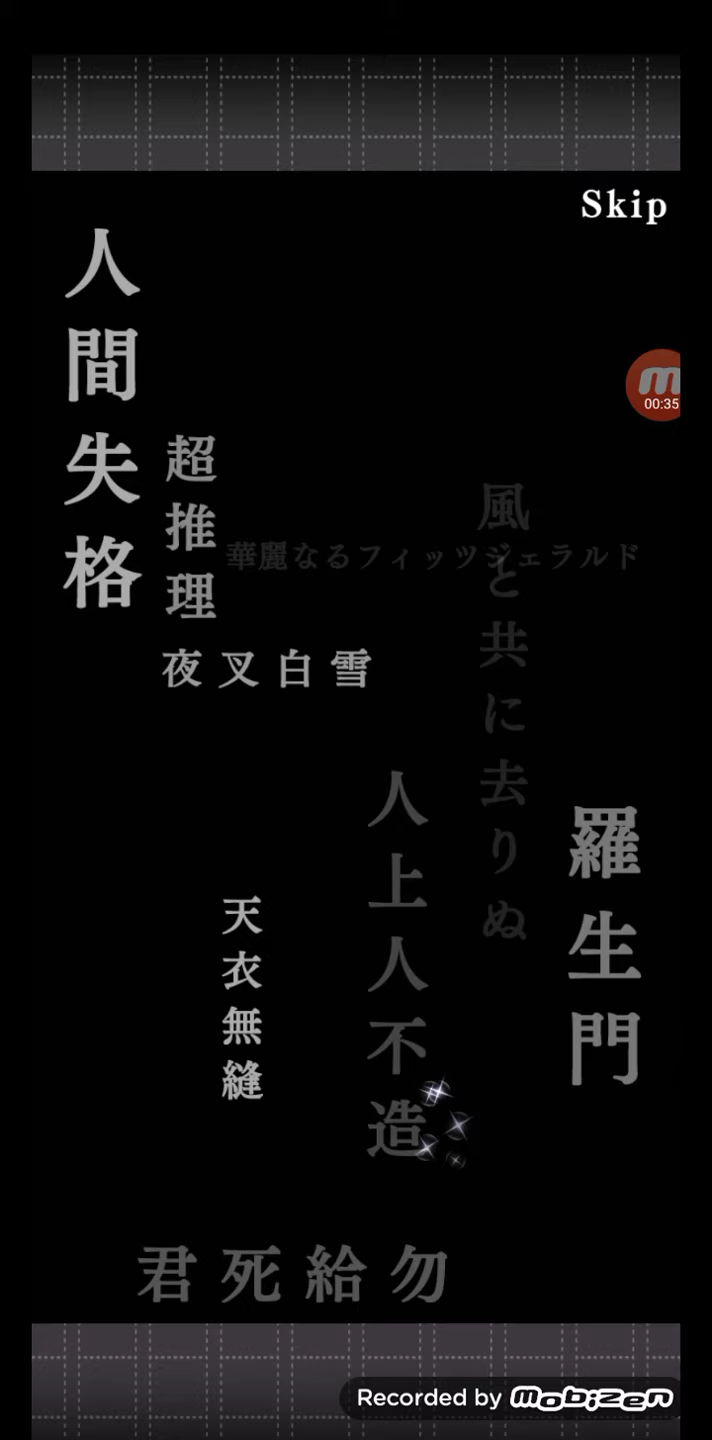 Skip
人間失格
00:35
超推理
風と共に去りぬ
華麗なるフィッツジェラルド
夜叉白雪
人上人不造
羅生門
天衣無縫
君死給勿
Recorded by mobizen